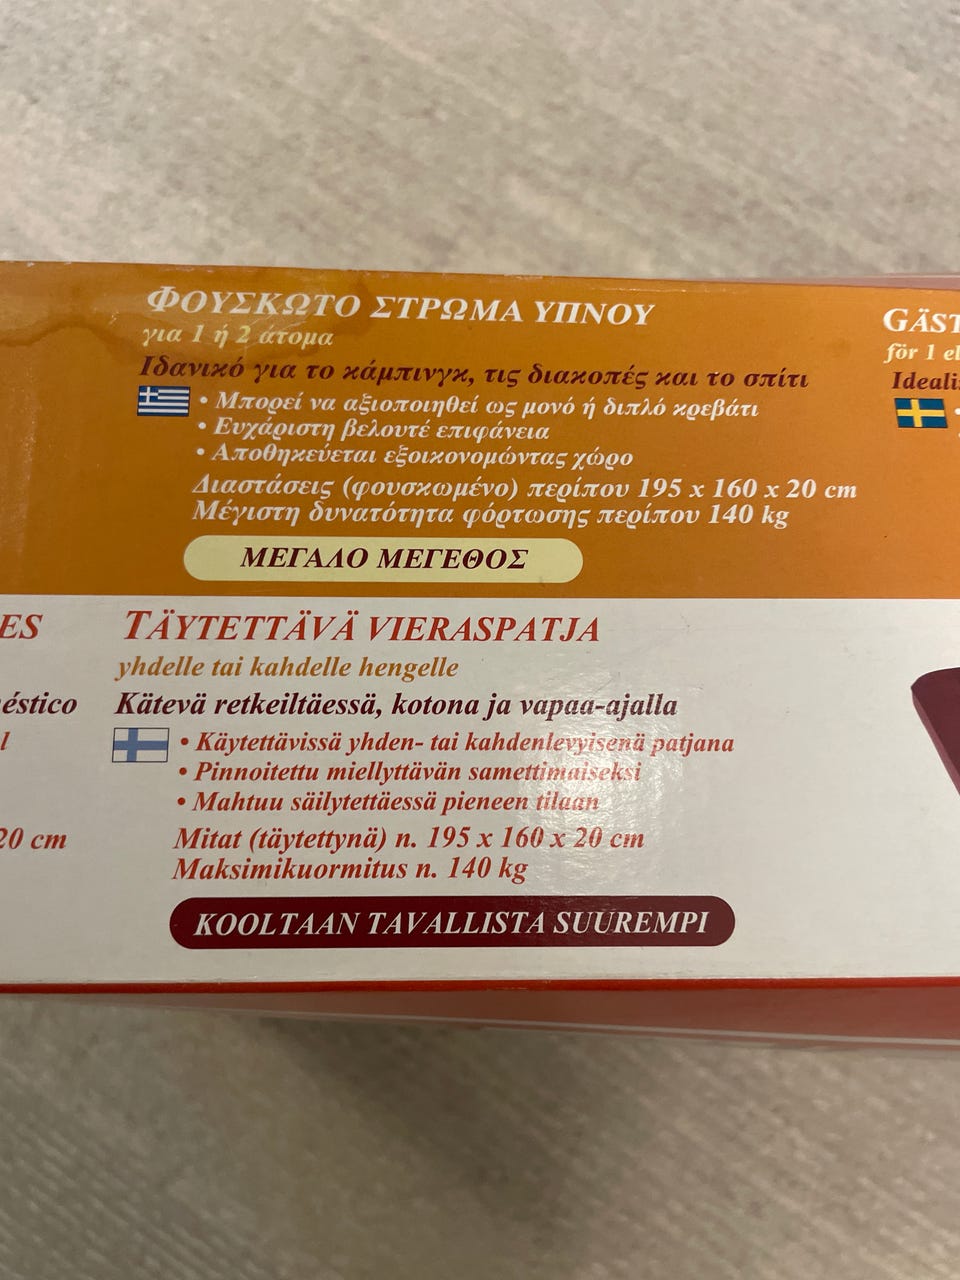 ΦΟΥΣΚΩΤΟ ΣΤΡΩΜΑ ΥΠΝΟΥ
για 1 ή 2 άτομα
Ιδανικό για το κάμπινγκ, τις διακοπές και το σπίτι
• Μπορεί να αξιοποιηθεί ως μονό ή διπλό κρεβάτι
• Ευχάριστη βελουτέ επιφάνεια
• Αποθηκεύεται εξοικονομώντας χώρο
Διαστάσεις (φουσκωμένο) περίπου 195 x 160 x 20 cm
Μέγιστη δυνατότητα φόρτωσης περίπου 140 kg
ΜΕΓΑΛΟ ΜΕΓΕΘΟΣ
GÄST
för 1 el
Ideali
•
ES
éstico
l
20 cm
TÄYTETTÄVÄ VIERASPATJA
yhdelle tai kahdelle hengelle
Kätevä retkeiltäessä, kotona ja vapaa-ajalla
• Käytettävissä yhden- tai kahdenlevyisenä patjana
• Pinnoitettu miellyttävän samettimaiseksi
• Mahtuu säilytettäessä pieneen tilaan
Mitat (täytettynä) n. 195 x 160 x 20 cm
Maksimikuormitus n. 140 kg
KOOLTAAN TAVALLISTA SUUREMPI